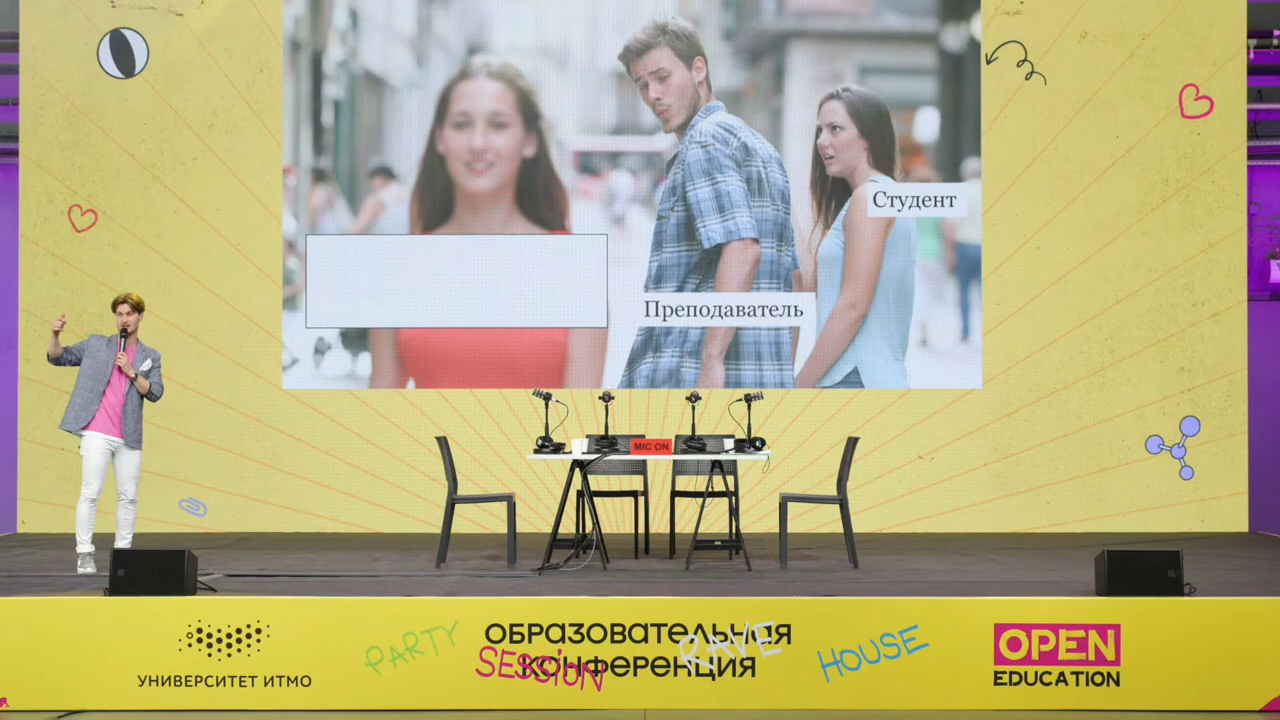 Студент
Преподаватель
MIC ON
УНИВЕРСИТЕТ ИТМО
PARTY
ОБРАЗОВАТЕЛЬНАЯ
КОНФЕРЕНЦИЯ
SESSION
RAVE
HOUSE
OPEN
EDUCATION